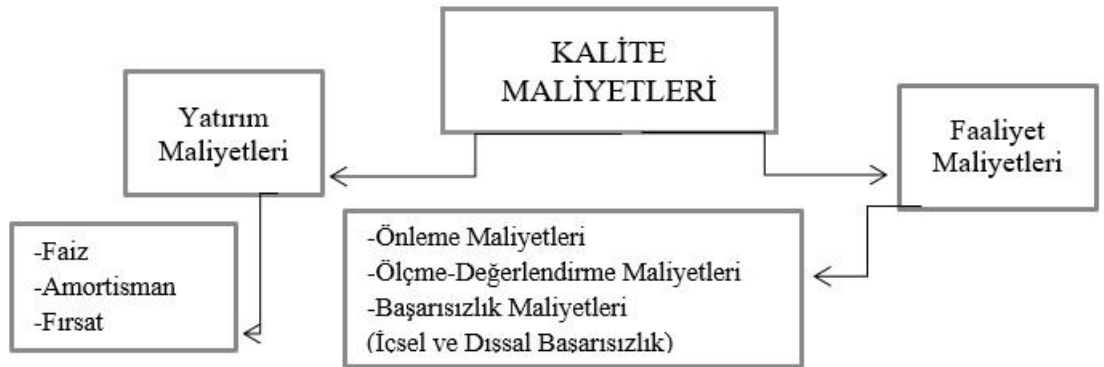 KALİTE
MALİYETLERİ
Yatırım
Maliyetleri
Faaliyet
Maliyetleri
-Faiz
-Amortisman
-Fırsat
-Önleme Maliyetleri
-Ölçme-Değerlendirme Maliyetleri
-Başarısızlık Maliyetleri
(İçsel ve Dışsal Başarısızlık)